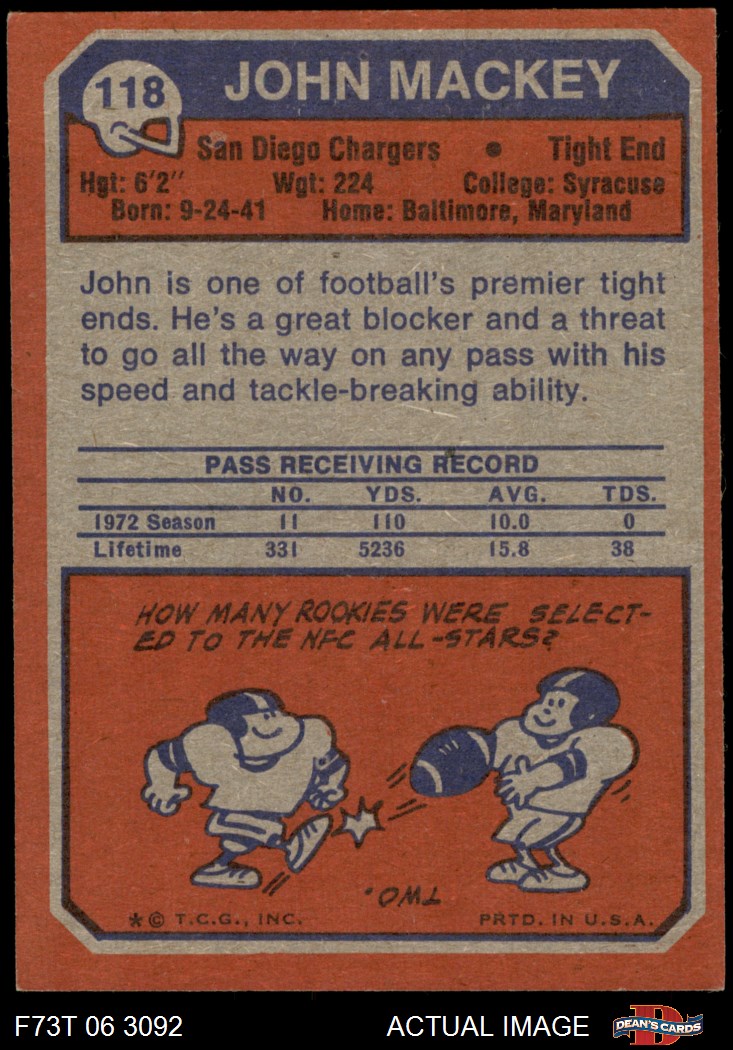 118
JOHN MACKEY
San Diego Chargers • Tight End
Hgt: 6'2" Wgt: 224 College: Syracuse
Born: 9-24-41 Home: Baltimore, Maryland
John is one of football's premier tight
ends. He's a great blocker and a threat
to go all the way on any pass with his
speed and tackle-breaking ability.
PASS RECEIVING RECORD
NO. YDS. AVG. TDS.
1972 Season 11 110 10.0 0
Lifetime 331 5236 15.8 38
HOW MANY ROOKIES WERE SELECT-
ED TO THE NFC ALL-STARS?
TWO.
*© T.C.G., INC. PRTD. IN U.S.A.
F73T 06 3092 ACTUAL IMAGE D DEAN'S CARDS